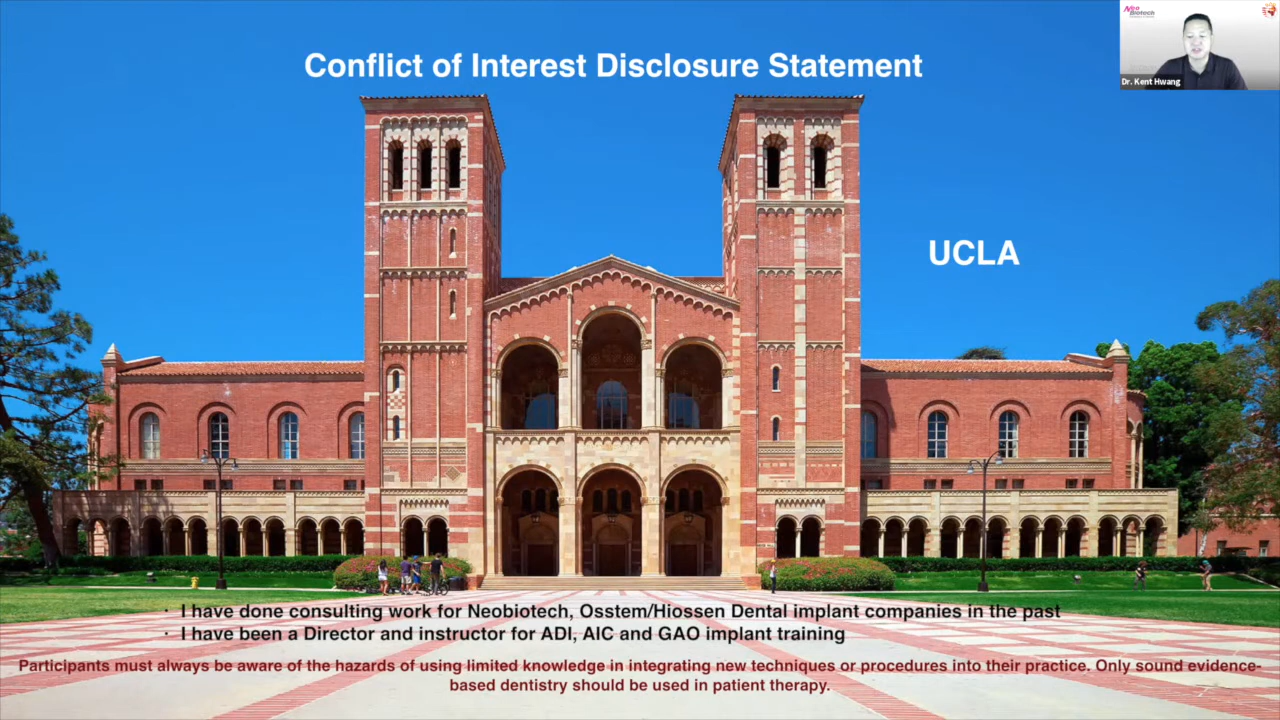 Neo
Biotech
Conflict of Interest Disclosure Statement
Dr. Kent Hwang
UCLA
· I have done consulting work for Neobiotech, Osstem/Hiossen Dental implant companies in the past
· I have been a Director and instructor for ADI, AIC and GAO implant training
Participants must always be aware of the hazards of using limited knowledge in integrating new techniques or procedures into their practice. Only sound evidence-
based dentistry should be used in patient therapy.